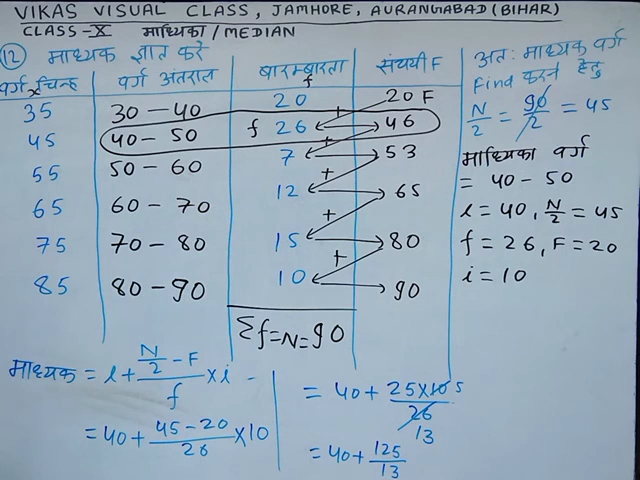 VIKAS VISUAL CLASS, JAMHORE, AURANGABAD (BIHAR)
CLASS-X माध्यिका / MEDIAN
(12) माध्यक ज्ञात करे
वर्ग चिन्ह x वर्ग अंतराल बारम्बारता f संचयी F
35 30-40 20 20 F
45 40-50 f 26 46
55 50-60 7 53
65 60-70 12 65
75 70-80 15 80
85 80-90 10 90
+
+
+
+
+
Σf=N=90
अतः माध्यक वर्ग
Find करने हेतु
N/2 = 90/2 = 45
माध्यिका वर्ग
= 40-50
l = 40, N/2 = 45
f = 26, F = 20
i = 10
माध्यक = l + (N/2 - F)/f × i -
= 40 + (45-20)/26 × 10
= 40 + (25×10 5)/(26 13)
= 40 + 125/13